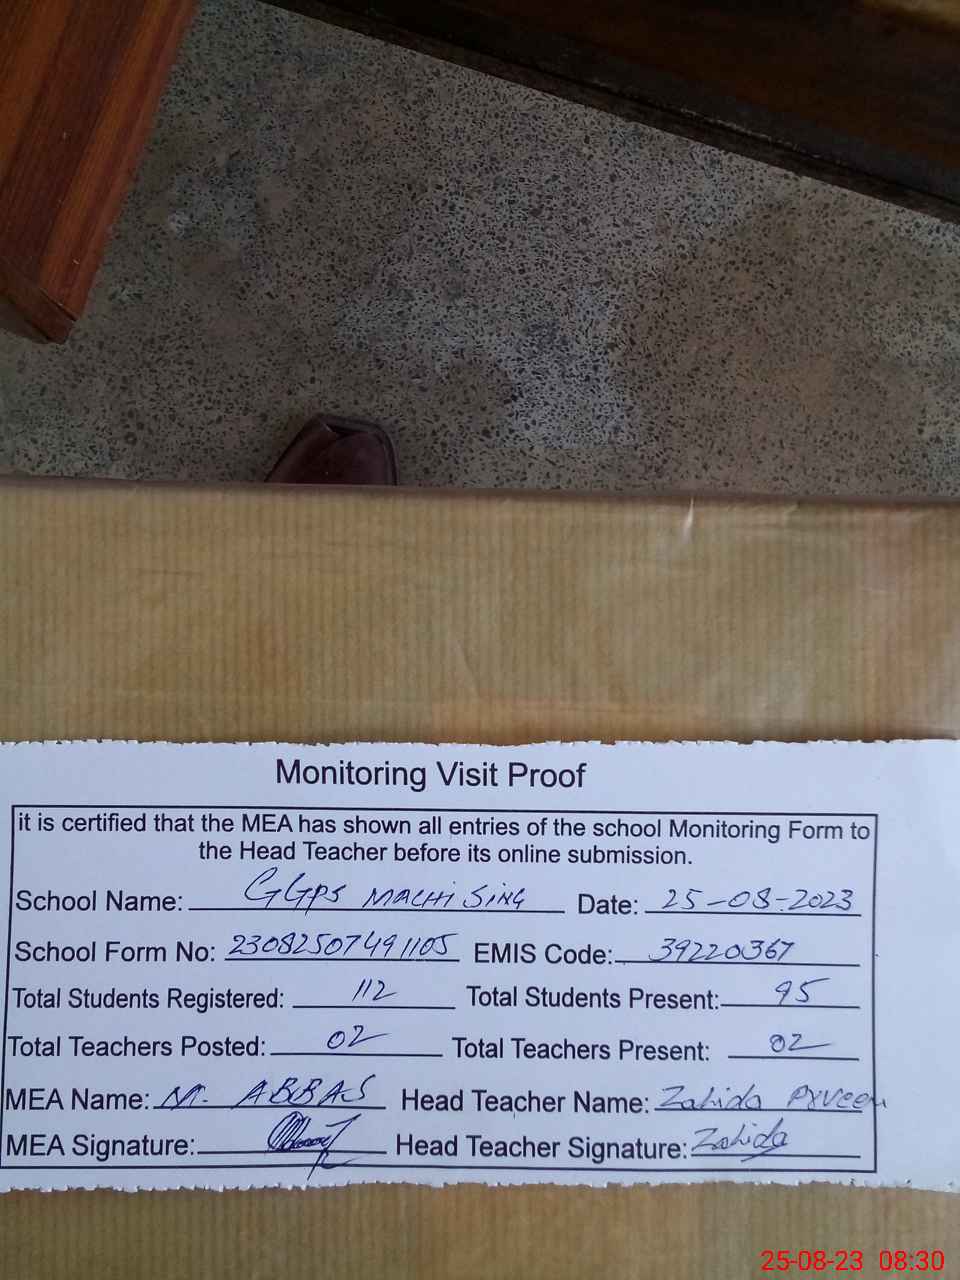 Monitoring Visit Proof
it is certified that the MEA has shown all entries of the school Monitoring Form to
the Head Teacher before its online submission.
School Name: GGPS MACHI SING Date: 25-08-2023
School Form No: 23082507491105 EMIS Code: 39220367
Total Students Registered: 112 Total Students Present: 95
Total Teachers Posted: 02 Total Teachers Present: 02
MEA Name: M. ABBAS Head Teacher Name: Zahida Prveen
MEA Signature: Head Teacher Signature: Zahida
25-08-23 08:30